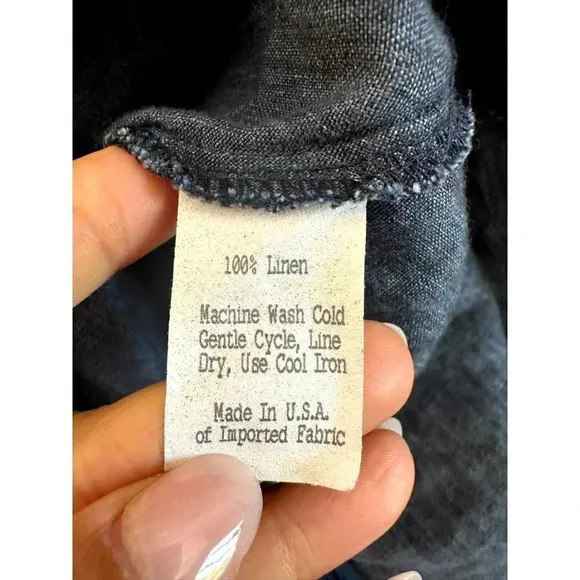 100% Linen
Machine Wash Cold
Gentle Cycle, Line
Dry, Use Cool Iron
Made In U.S.A.
of Imported Fabric